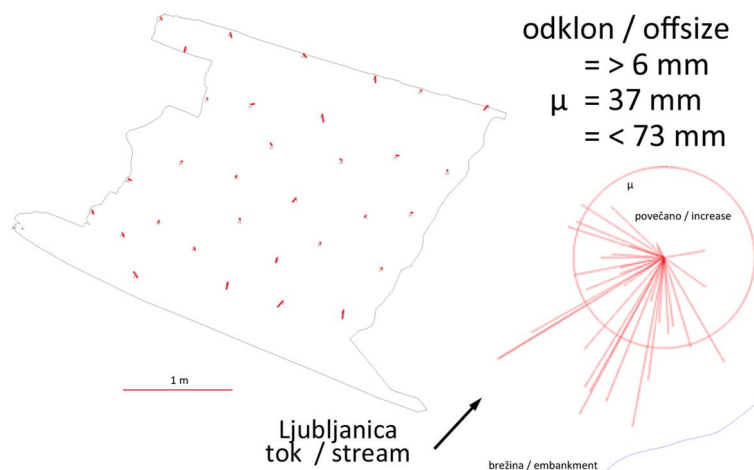 odklon / offsize
= > 6 mm
μ = 37 mm
= < 73 mm
μ
povečano / increase
1 m
Ljubljanica
tok / stream
brežina / embankment